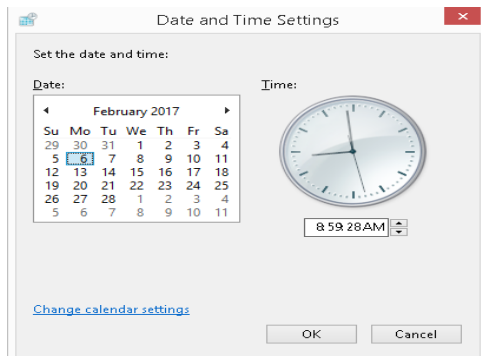 Date and Time Settings
Set the date and time:
Date:
Time:
February 2017
Su Mo Tu We Th Fr Sa
29 30 31 1 2 3 4
5 6 7 8 9 10 11
12 13 14 15 16 17 18
19 20 21 22 23 24 25
26 27 28 1 2 3 4
5 6 7 8 9 10 11
8:59:28 AM
Change calendar settings
OK Cancel